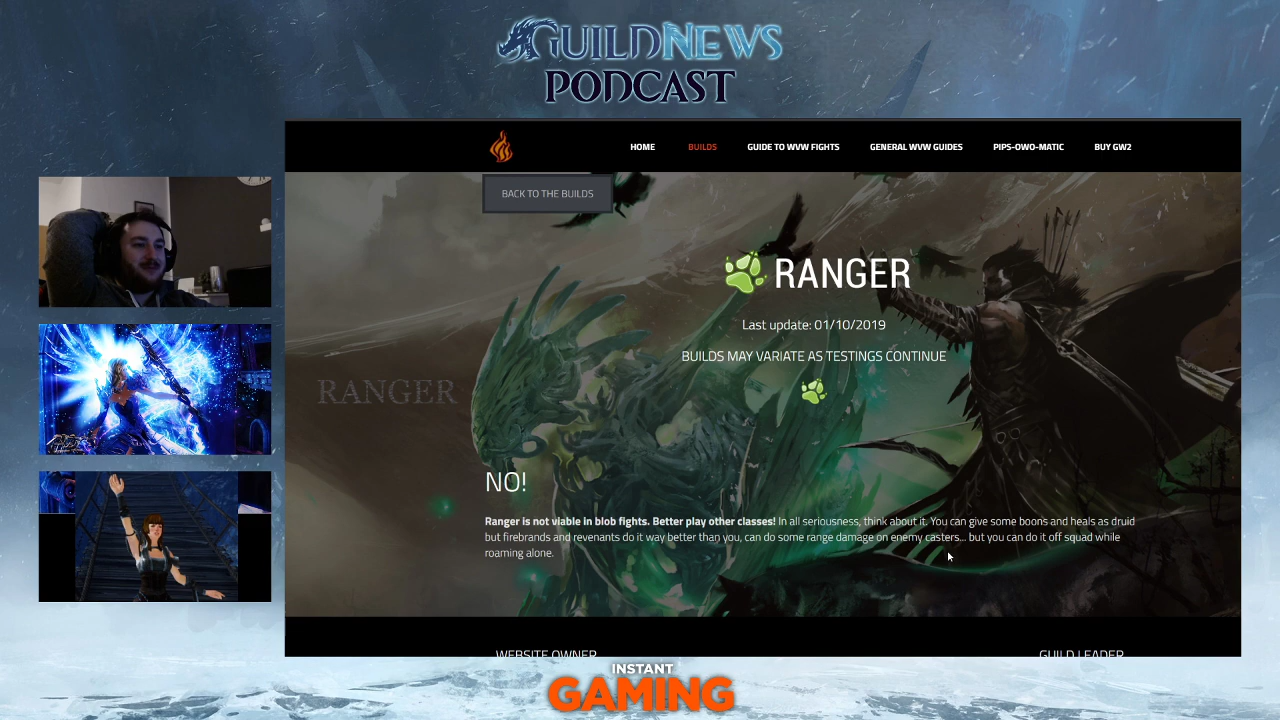 GUILDNEWS
PODCAST
HOME
BUILDS
GUIDE TO WVW FIGHTS
GENERAL WVW GUIDES
PIPS-OWO-MATIC
BUY GW2
BACK TO THE BUILDS
RANGER
Last update: 01/10/2019
BUILDS MAY VARIATE AS TESTINGS CONTINUE
RANGER
NO!
Ranger is not viable in blob fights. Better play other classes! In all seriousness, think about it. You can give some boons and heals as druid
but firebrands and revenants do it way better than you, can do some range damage on enemy casters... but you can do it off squad while
roaming alone.
WEBSITE OWNER
GUILD LEADER
INSTANT
GAMING